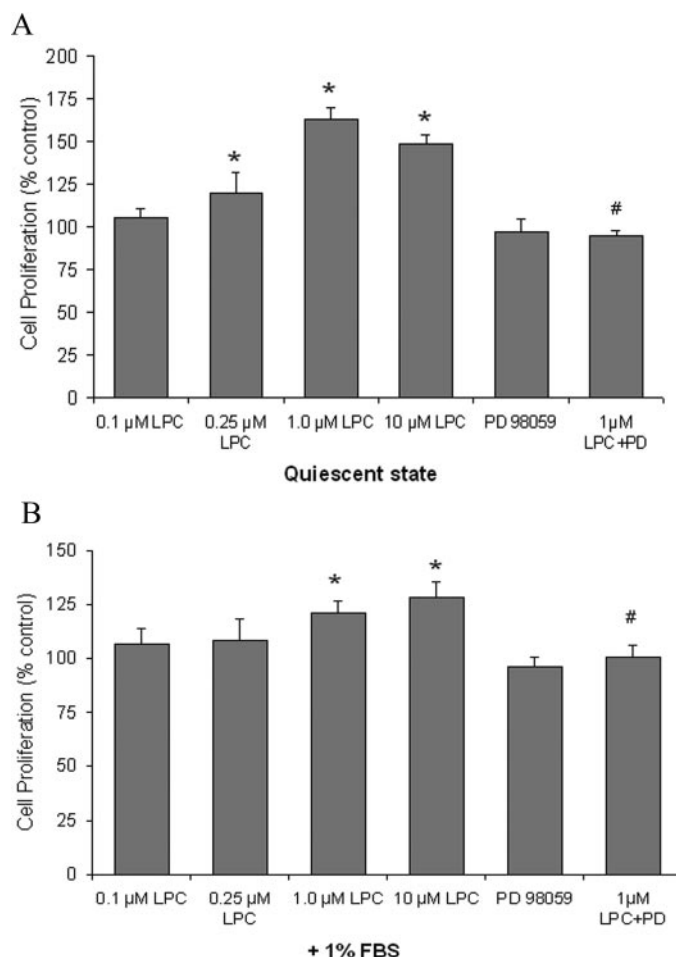 A
Cell Proliferation (% control)
200
175
150
125
100
75
50
25
0
*
*
*
#
0.1 µM LPC
0.25 µM
LPC
1.0 µM LPC
10 µM LPC
PD 98059
1µM
LPC+PD
Quiescent state
B
Cell Proliferation (% control)
150
125
100
75
50
25
0
*
*
#
0.1 µM LPC
0.25 µM
LPC
1.0 µM LPC
10 µM LPC
PD 98059
1µM
LPC+PD
+ 1% FBS